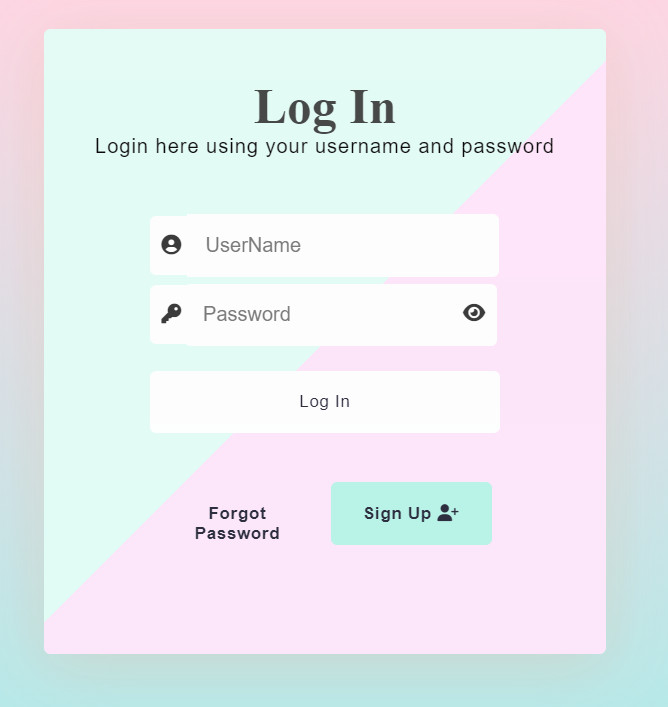 Log In
Login here using your username and password
UserName
Password
Log In
Forgot
Password
Sign Up